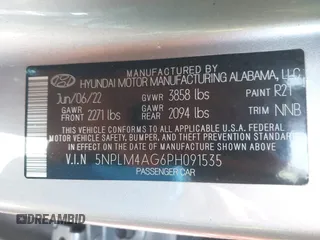 MANUFACTURED BY
HYUNDAI MOTOR MANUFACTURING ALABAMA, LLC
Jun/06/22 GVWR 3858 lbs PAINT R2T
GAWR FRONT 2271 lbs GAWR REAR 2094 lbs TRIM NNB
THIS VEHICLE CONFORMS TO ALL APPLICABLE FEDERAL
MOTOR VEHICLE SAFETY, BUMPER, AND THEFT PREVENTION
STANDARDS IN EFFECT ON THE DATE OF MANUFACTURE
SHOWN ABOVE.
V.I.N 5NPLM4AG6PH091535
PASSENGER CAR
© DREAMBID